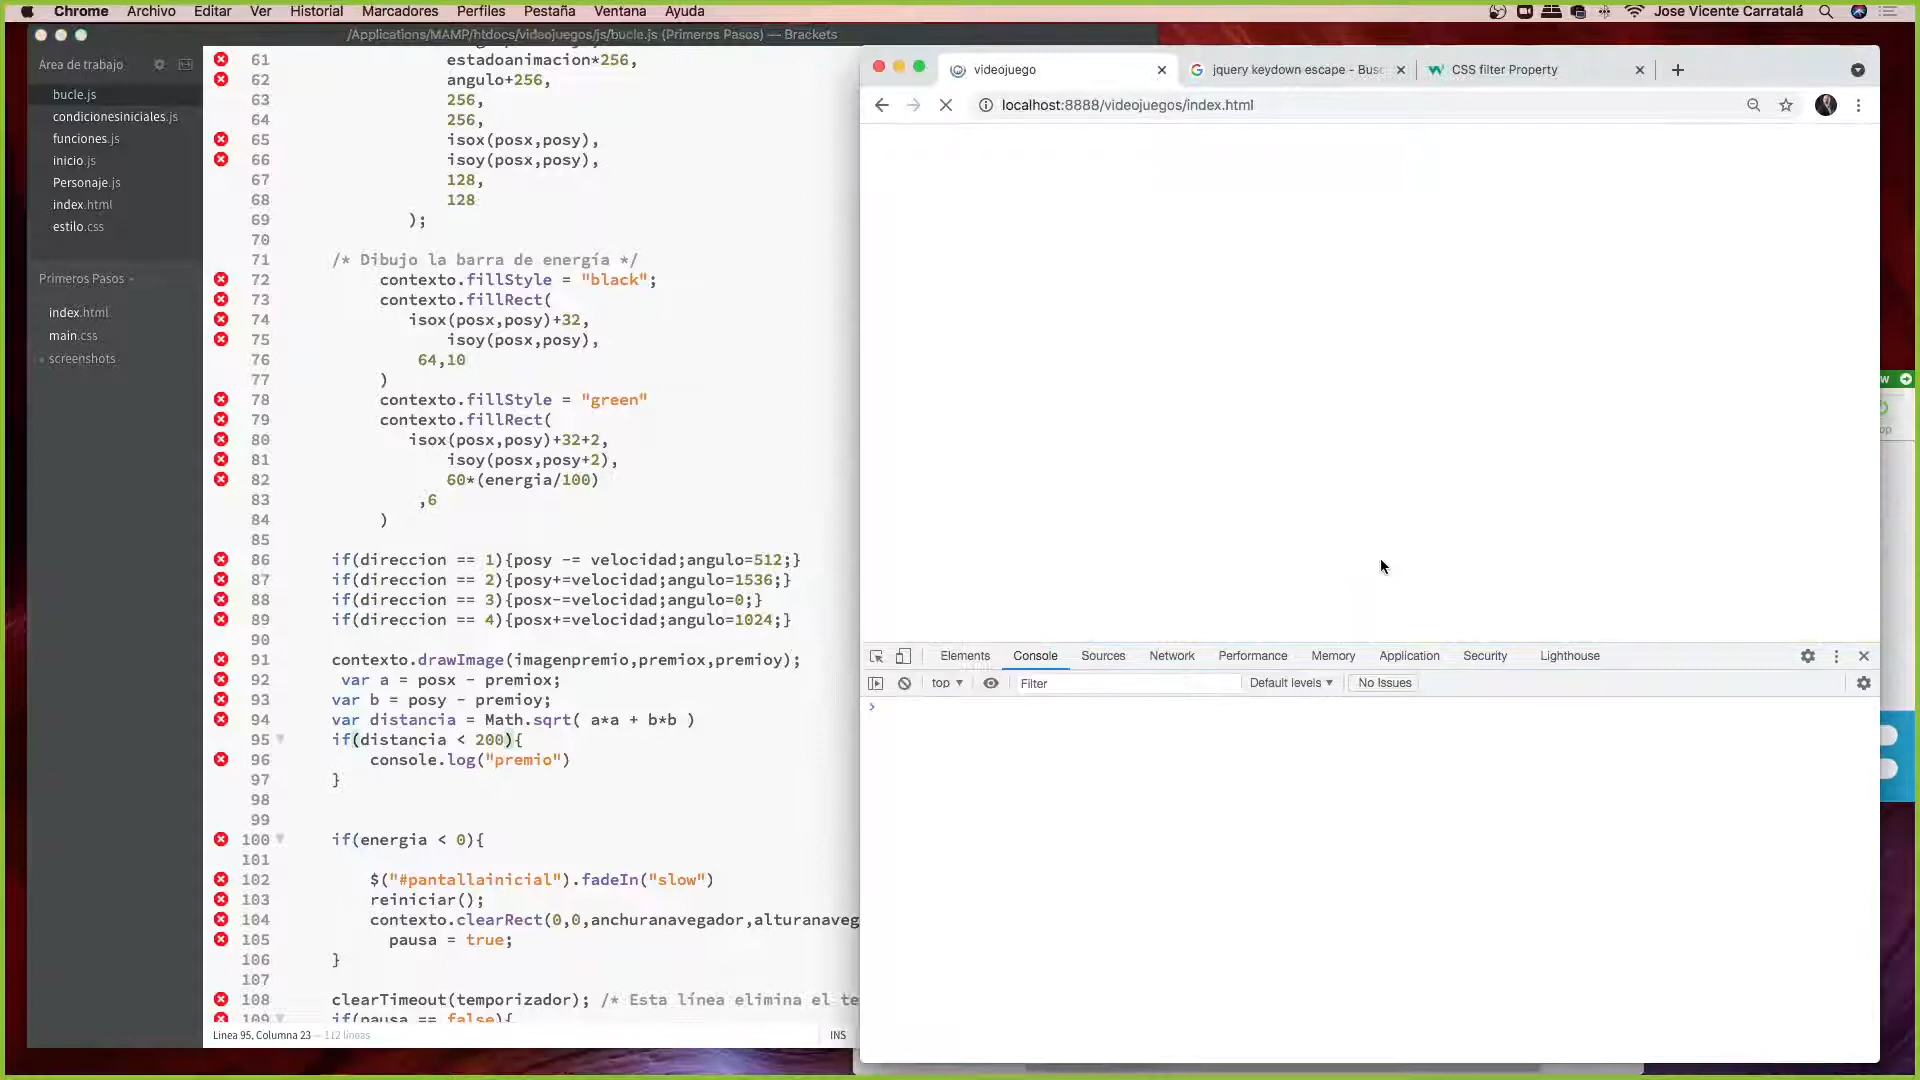 Chrome Archivo Editar Ver Historial Marcadores Perfiles Pestaña Ventana Ayuda Jose Vicente Carratalá
/Applications/MAMP/htdocs/videojuegos/js/bucle.js (Primeros Pasos) — Brackets
Área de trabajo
bucle.js
condicionesiniciales.js
funciones.js
inicio.js
Personaje.js
index.html
estilo.css
Primeros Pasos
index.html
main.css
screenshots
61 estadoanimacion*256,
62 angulo+256,
63 256,
64 256,
65 isox(posx,posy),
66 isoy(posx,posy),
67 128,
68 128
69 );
70
71 /* Dibujo la barra de energía */
72 contexto.fillStyle = "black";
73 contexto.fillRect(
74 isox(posx,posy)+32,
75 isoy(posx,posy),
76 64,10
77 )
78 contexto.fillStyle = "green"
79 contexto.fillRect(
80 isox(posx,posy)+32+2,
81 isoy(posx,posy+2),
82 60*(energia/100)
83 ,6
84 )
85
86 if(direccion == 1){posy -= velocidad;angulo=512;}
87 if(direccion == 2){posy+=velocidad;angulo=1536;}
88 if(direccion == 3){posx-=velocidad;angulo=0;}
89 if(direccion == 4){posx+=velocidad;angulo=1024;}
90
91 contexto.drawImage(imagenpremio,premiox,premioy);
92 var a = posx - premiox;
93 var b = posy - premioy;
94 var distancia = Math.sqrt( a*a + b*b )
95 if(distancia < 200){
96 console.log("premio")
97 }
98
99
100 if(energia < 0){
101
102 $("#pantallainicial").fadeIn("slow")
103 reiniciar();
104 contexto.clearRect(0,0,anchuranavegador,alturanaveg
105 pausa = true;
106 }
107
108 clearTimeout(temporizador); /* Esta línea elimina el te
109 if(pausa == false){
Línea 95, Columna 23 — 112 líneas INS
videojuego jquery keydown escape - Busc CSS filter Property
localhost:8888/videojuegos/index.html
Elements Console Sources Network Performance Memory Application Security Lighthouse
top Filter Default levels No Issues